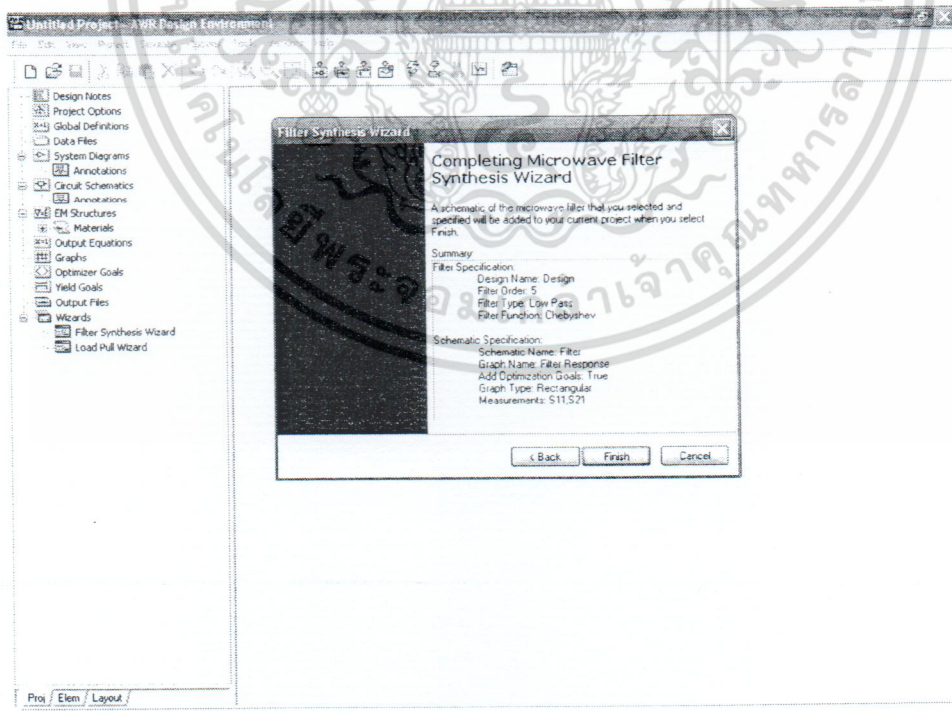 Untitled Project - AWR Design Environment
File Edit View Project
Design Notes
Project Options
Global Definitions
Data Files
System Diagrams
Annotations
Circuit Schematics
Annotations
EM Structures
Materials
Output Equations
Graphs
Optimizer Goals
Yield Goals
Output Files
Wizards
Filter Synthesis Wizard
Load Pull Wizard
Proj Elem Layout
Filter Synthesis Wizard
Completing Microwave Filter
Synthesis Wizard
A schematic of the microwave filter that you selected and
specified will be added to your current project when you select
Finish.
Summary
Filter Specification:
Design Name: Design
Filter Order: 5
Filter Type: Low Pass
Filter Function: Chebyshev
Schematic Specification:
Schematic Name: Filter
Graph Name: Filter Response
Add Optimization Goals: True
Graph Type: Rectangular
Measurements: S11,S21
< Back Finish Cancel